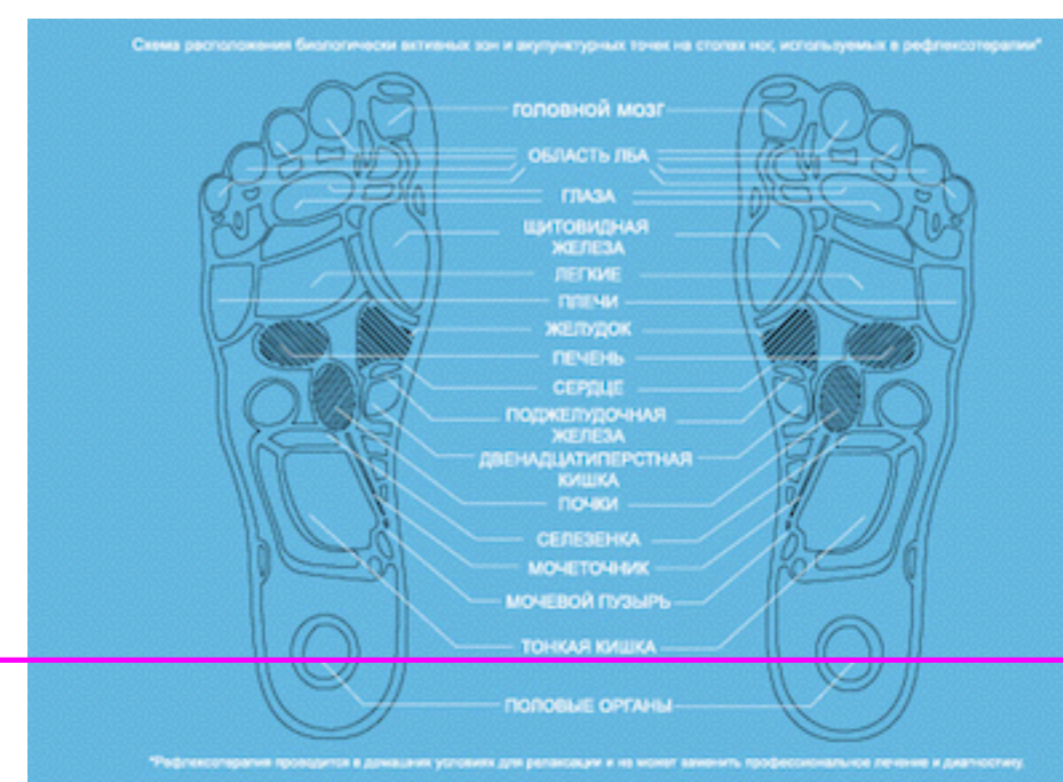 Схема расположения биологически активных зон и акупунктурных точек на стопах ног, используемых в рефлексотерапии*
ГОЛОВНОЙ МОЗГ
ОБЛАСТЬ ЛБА
ГЛАЗА
ЩИТОВИДНАЯ
ЖЕЛЕЗА
ЛЕГКИЕ
ПЛЕЧИ
ЖЕЛУДОК
ПЕЧЕНЬ
СЕРДЦЕ
ПОДЖЕЛУДОЧНАЯ
ЖЕЛЕЗА
ДВЕНАДЦАТИПЕРСТНАЯ
КИШКА
ПОЧКИ
СЕЛЕЗЕНКА
МОЧЕТОЧНИК
МОЧЕВОЙ ПУЗЫРЬ
ТОНКАЯ КИШКА
ПОЛОВЫЕ ОРГАНЫ
*Рефлексотерапия проводится в домашних условиях для релаксации и не может заменить профессиональное лечение и диагностику.